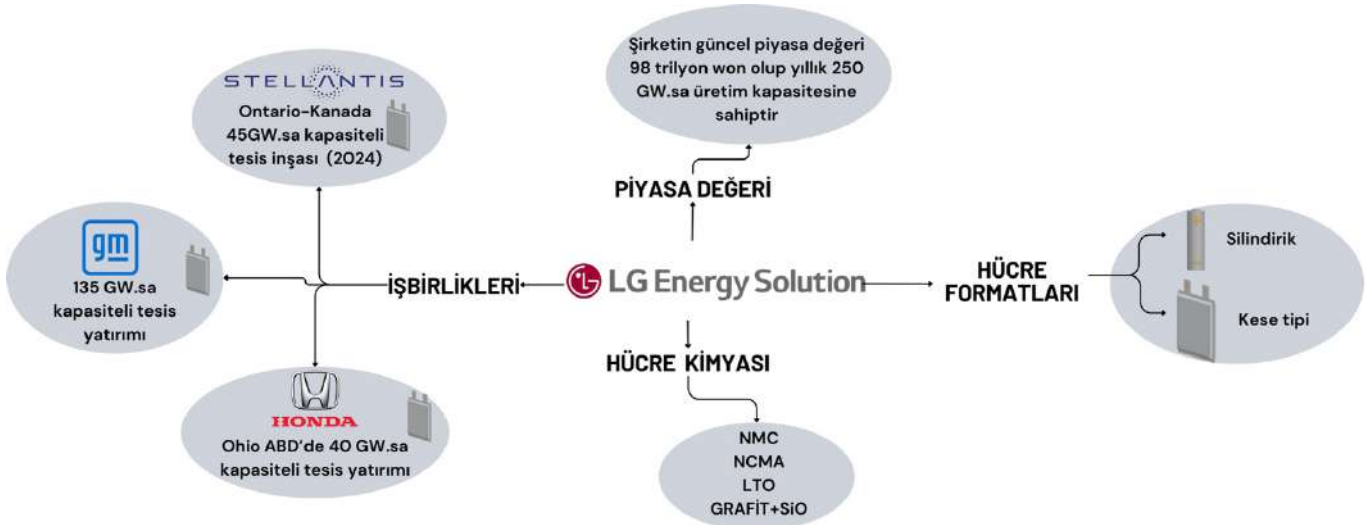 STELLANTIS
Ontario-Kanada
45GW.sa kapasiteli
tesis inşası (2024)
gm
135 GW.sa
kapasiteli tesis
yatırımı
HONDA
Ohio ABD'de 40 GW.sa
kapasiteli tesis yatırımı
İŞBİRLİKLERİ
Şirketin güncel piyasa değeri
98 trilyon won olup yıllık 250
GW.sa üretim kapasitesine
sahiptir
PİYASA DEĞERİ
LG Energy Solution
HÜCRE KİMYASI
NMC
NCMA
LTO
GRAFİT+SiO
HÜCRE
FORMATLARI
Silindirik
Kese tipi